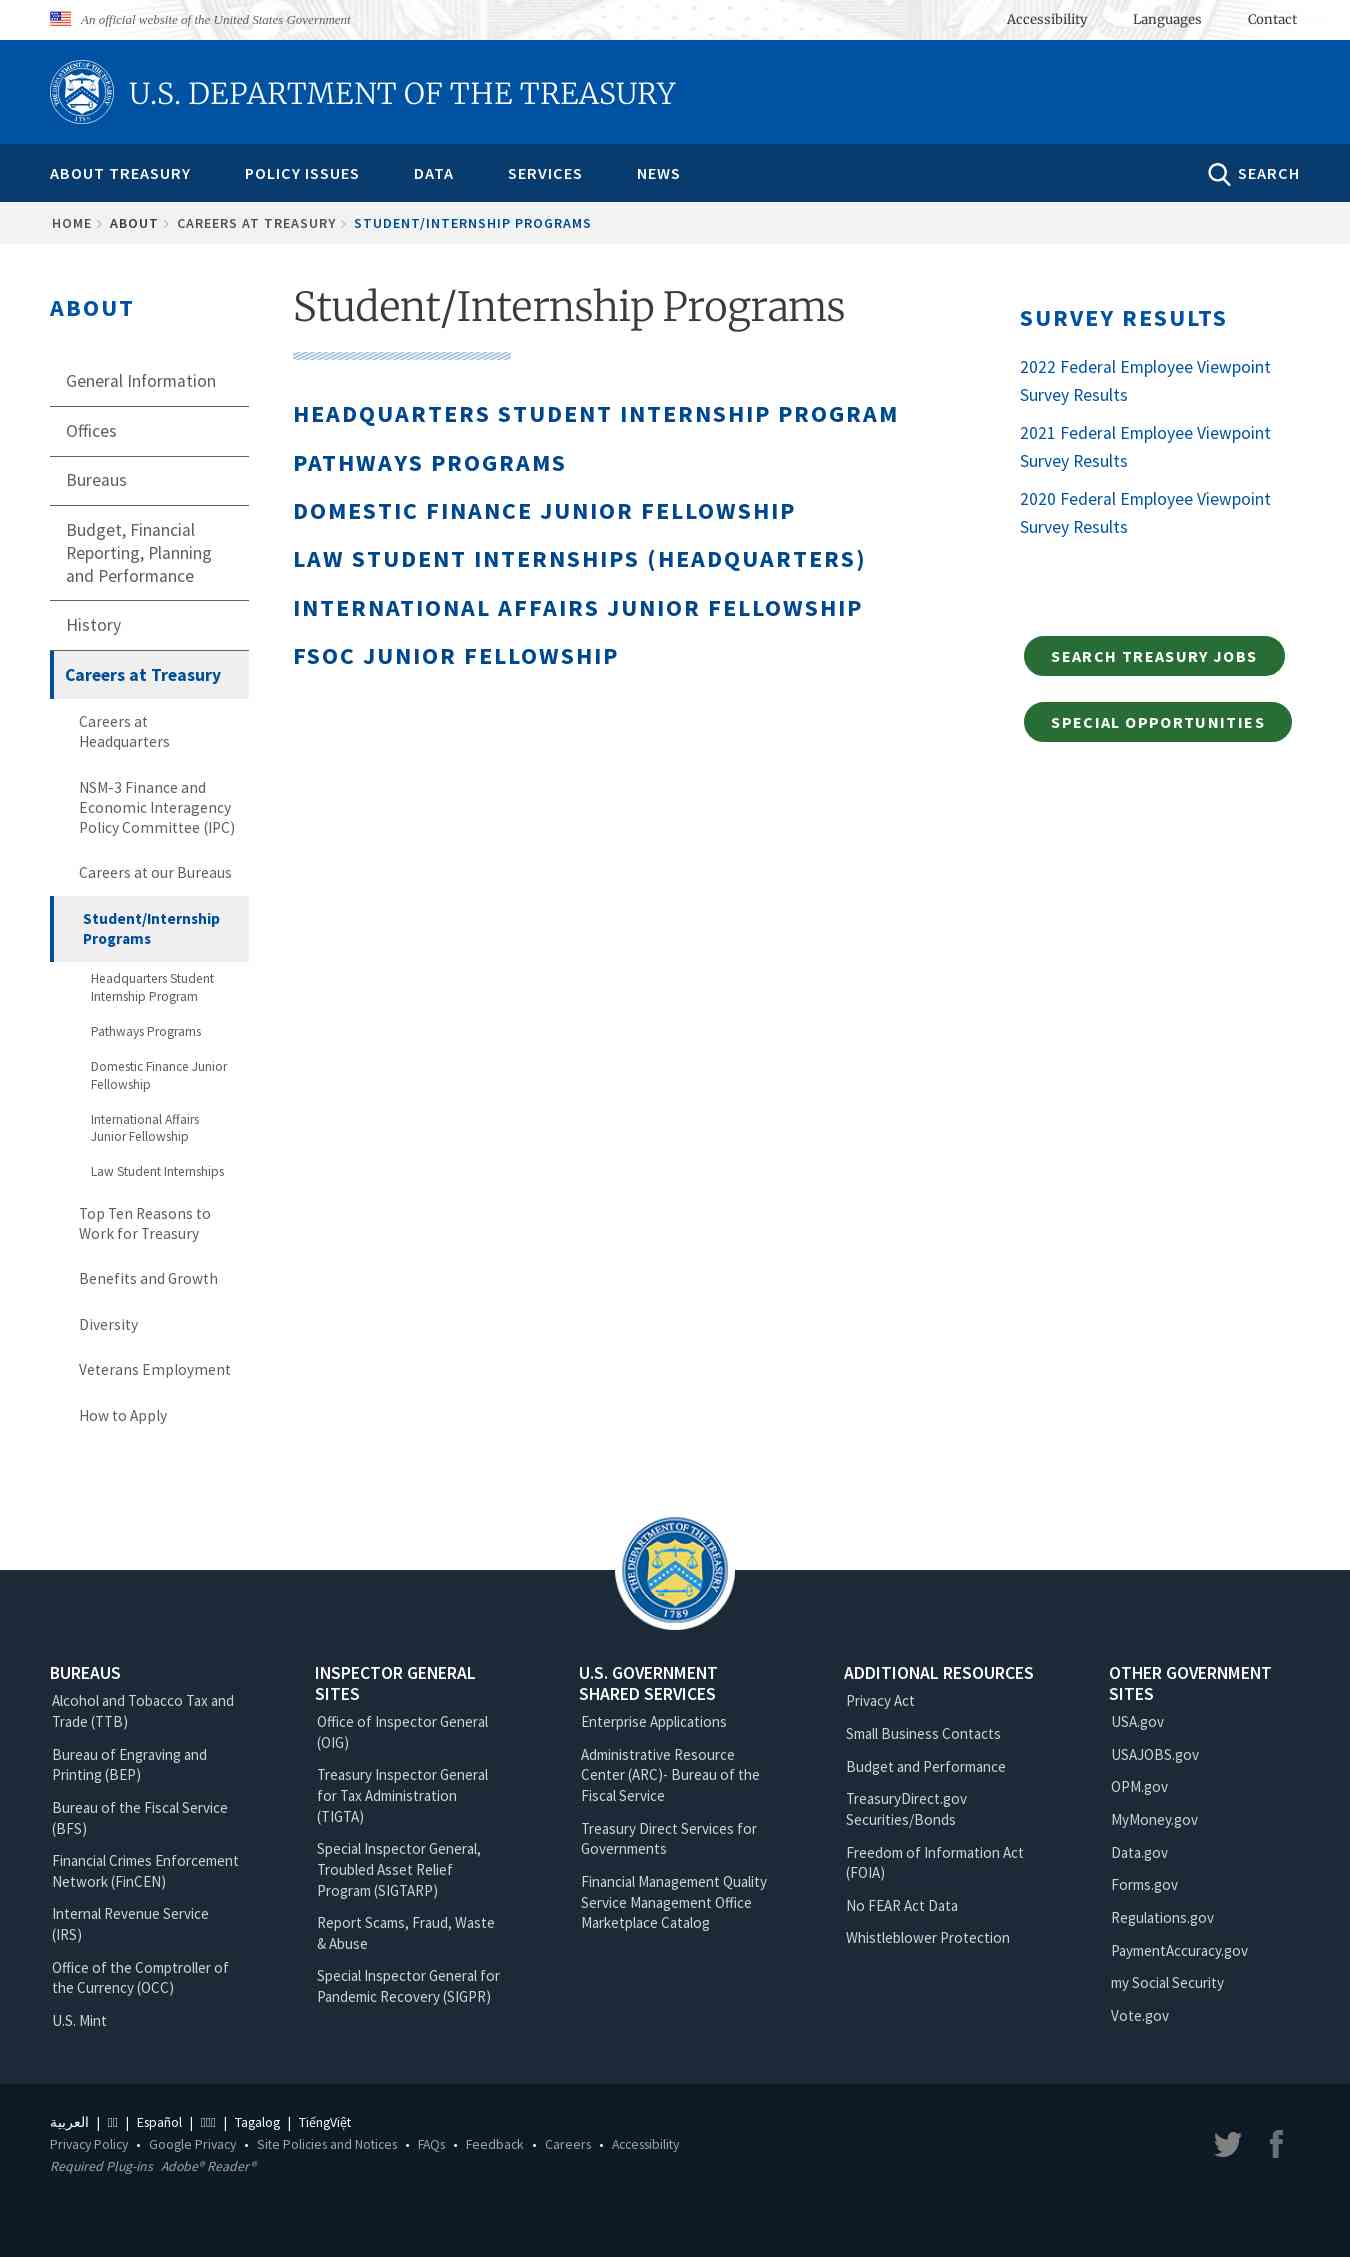 An official website of the United States Government
Accessibility
Languages
Contact
U.S. DEPARTMENT OF THE TREASURY
ABOUT TREASURY
POLICY ISSUES
DATA
SERVICES
NEWS
SEARCH
HOME
ABOUT
CAREERS AT TREASURY
STUDENT/INTERNSHIP PROGRAMS
ABOUT
General Information
Offices
Bureaus
Budget, Financial
Reporting, Planning
and Performance
History
Careers at Treasury
Careers at
Headquarters
NSM-3 Finance and
Economic Interagency
Policy Committee (IPC)
Careers at our Bureaus
Student/Internship
Programs
Headquarters Student
Internship Program
Pathways Programs
Domestic Finance Junior
Fellowship
International Affairs
Junior Fellowship
Law Student Internships
Top Ten Reasons to
Work for Treasury
Benefits and Growth
Diversity
Veterans Employment
How to Apply
Student/Internship Programs
HEADQUARTERS STUDENT INTERNSHIP PROGRAM
PATHWAYS PROGRAMS
DOMESTIC FINANCE JUNIOR FELLOWSHIP
LAW STUDENT INTERNSHIPS (HEADQUARTERS)
INTERNATIONAL AFFAIRS JUNIOR FELLOWSHIP
FSOC JUNIOR FELLOWSHIP
SURVEY RESULTS
2022 Federal Employee Viewpoint
Survey Results
2021 Federal Employee Viewpoint
Survey Results
2020 Federal Employee Viewpoint
Survey Results
SEARCH TREASURY JOBS
SPECIAL OPPORTUNITIES
THE DEPARTMENT OF THE TREASURY
1789
BUREAUS
Alcohol and Tobacco Tax and
Trade (TTB)
Bureau of Engraving and
Printing (BEP)
Bureau of the Fiscal Service
(BFS)
Financial Crimes Enforcement
Network (FinCEN)
Internal Revenue Service
(IRS)
Office of the Comptroller of
the Currency (OCC)
U.S. Mint
INSPECTOR GENERAL
SITES
Office of Inspector General
(OIG)
Treasury Inspector General
for Tax Administration
(TIGTA)
Special Inspector General,
Troubled Asset Relief
Program (SIGTARP)
Report Scams, Fraud, Waste
& Abuse
Special Inspector General for
Pandemic Recovery (SIGPR)
U.S. GOVERNMENT
SHARED SERVICES
Enterprise Applications
Administrative Resource
Center (ARC)- Bureau of the
Fiscal Service
Treasury Direct Services for
Governments
Financial Management Quality
Service Management Office
Marketplace Catalog
ADDITIONAL RESOURCES
Privacy Act
Small Business Contacts
Budget and Performance
TreasuryDirect.gov
Securities/Bonds
Freedom of Information Act
(FOIA)
No FEAR Act Data
Whistleblower Protection
OTHER GOVERNMENT
SITES
USA.gov
USAJOBS.gov
OPM.gov
MyMoney.gov
Data.gov
Forms.gov
Regulations.gov
PaymentAccuracy.gov
my Social Security
Vote.gov
العربية | | Español | | Tagalog | TiếngViệt
Privacy Policy • Google Privacy • Site Policies and Notices • FAQs • Feedback • Careers • Accessibility
Required Plug-ins Adobe® Reader®